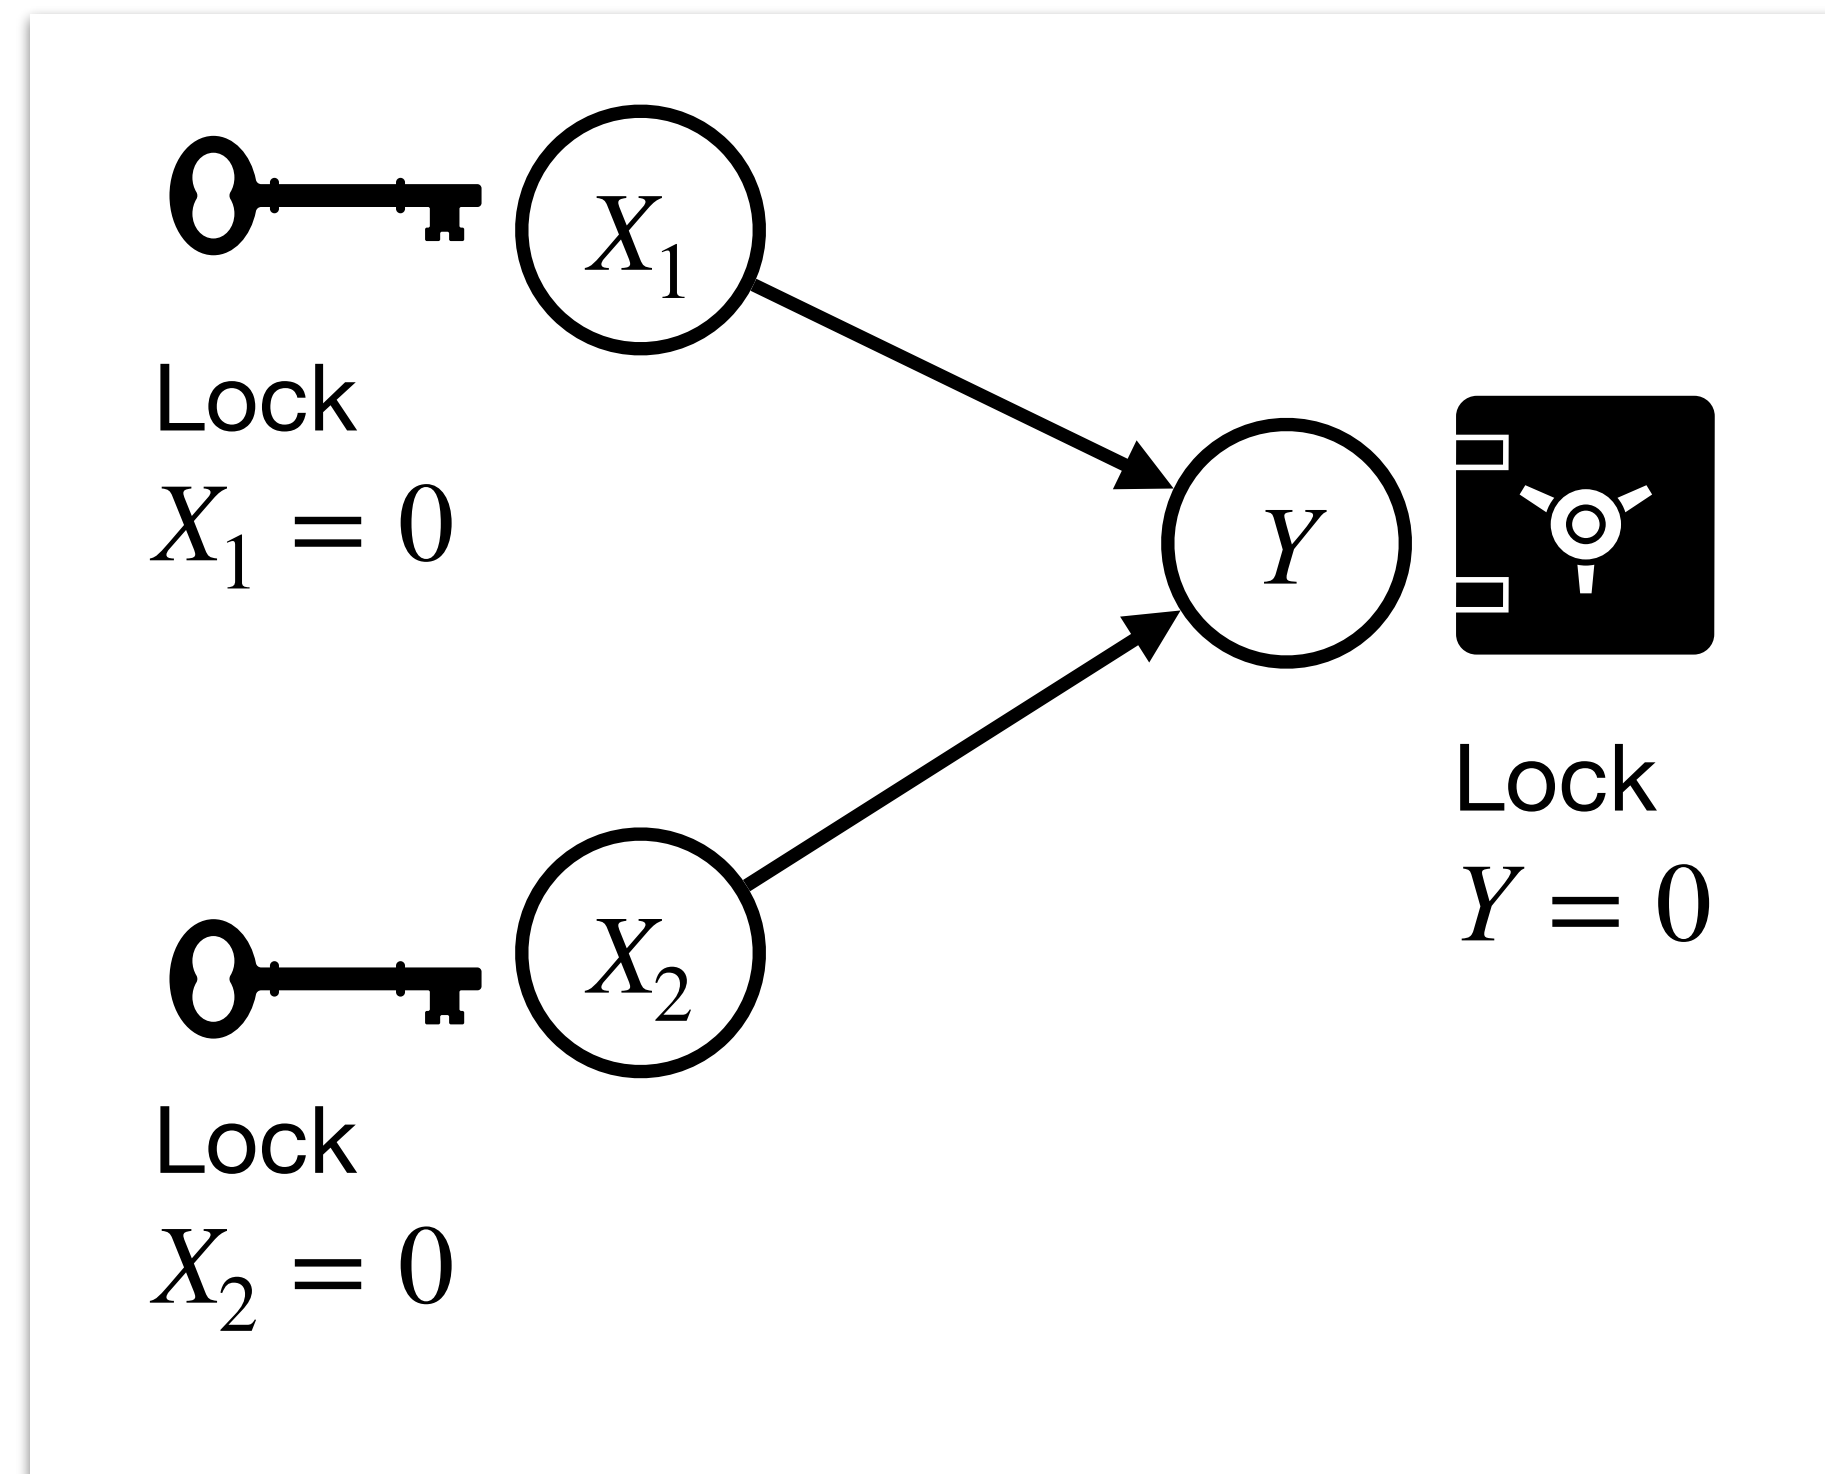 X₁
Lock
X₁ = 0
Y
Lock
Y = 0
X₂
Lock
X₂ = 0